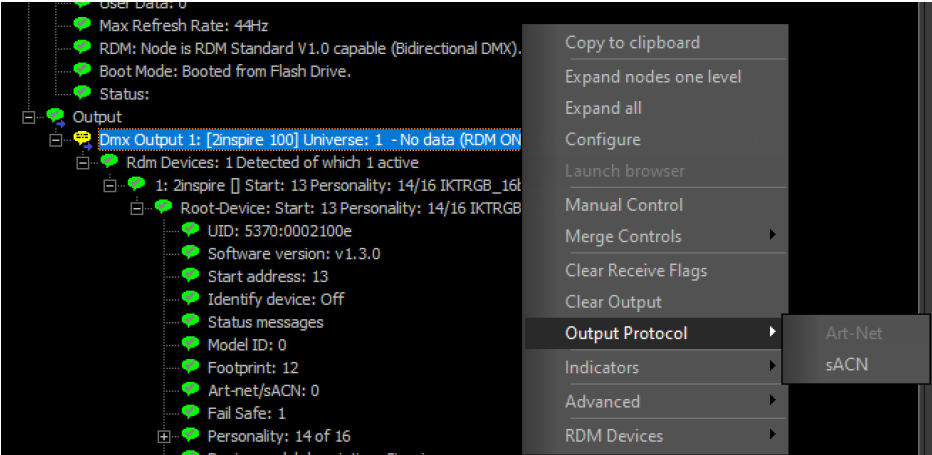 User Data: 0
Max Refresh Rate: 44Hz
RDM: Node is RDM Standard V1.0 capable (Bidirectional DMX).
Boot Mode: Booted from Flash Drive.
Status:
Output
Dmx Output 1: [2inspire 100] Universe: 1 - No data (RDM ON
Rdm Devices: 1 Detected of which 1 active
1: 2inspire [] Start: 13 Personality: 14/16 IKTRGB_16b
Root-Device: Start: 13 Personality: 14/16 IKTRGB
UID: 5370:0002100e
Software version: v1.3.0
Start address: 13
Identify device: Off
Status messages
Model ID: 0
Footprint: 12
Art-net/sACN: 0
Fail Safe: 1
Personality: 14 of 16
Copy to clipboard
Expand nodes one level
Expand all
Configure
Launch browser
Manual Control
Merge Controls
Clear Receive Flags
Clear Output
Output Protocol
Indicators
Advanced
RDM Devices
Art-Net
sACN